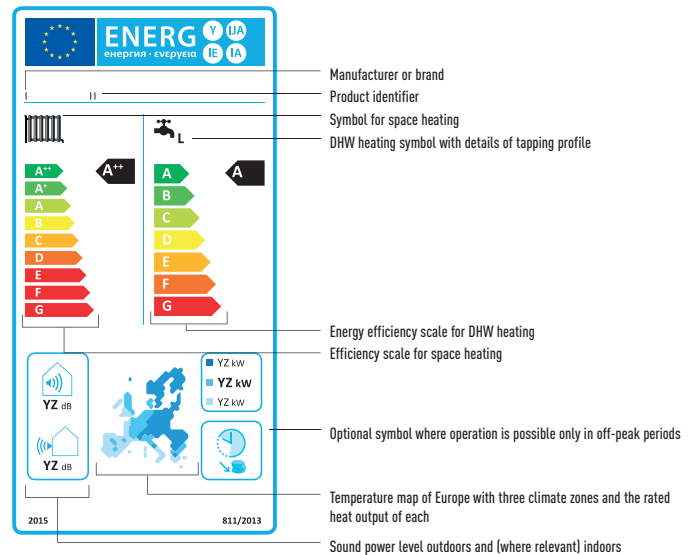 ENERG Y IJA
енергия · ενεργεια IE IA
Manufacturer or brand
I II
Product identifier
Symbol for space heating
L
DHW heating symbol with details of tapping profile
A++ A++
A+
A
B
C
D
E
F
G
A A
B
C
D
E
F
G
Energy efficiency scale for DHW heating
Efficiency scale for space heating
YZ dB
YZ dB
YZ kW
YZ kW
YZ kW
Optional symbol where operation is possible only in off-peak periods
Temperature map of Europe with three climate zones and the rated
heat output of each
2015 811/2013
Sound power level outdoors and (where relevant) indoors